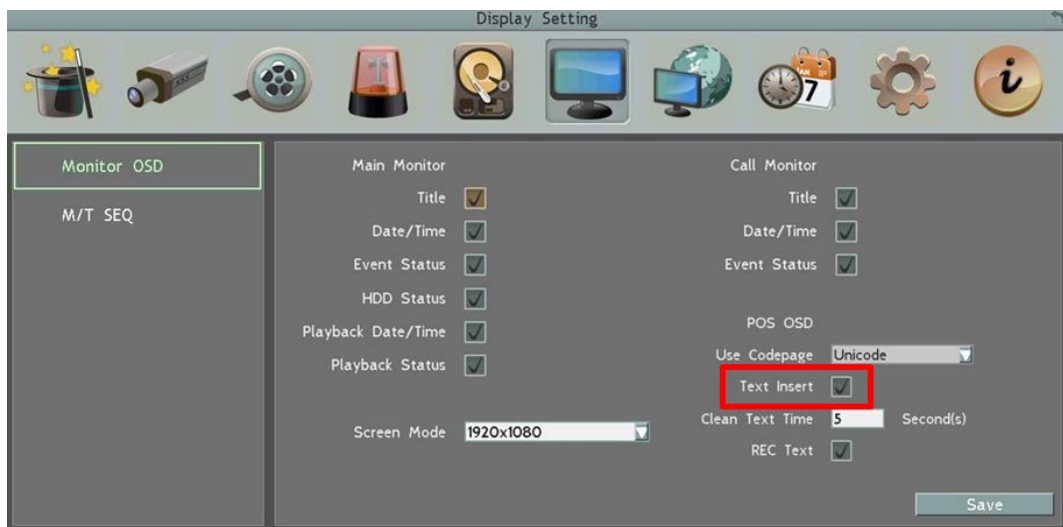 Display Setting
JAN
7
i
Monitor OSD
M/T SEQ
Main Monitor
Title
Date/Time
Event Status
HDD Status
Playback Date/Time
Playback Status
Screen Mode 1920x1080
Call Monitor
Title
Date/Time
Event Status
POS OSD
Use Codepage Unicode
Text Insert
Clean Text Time 5 Second(s)
REC Text
Save